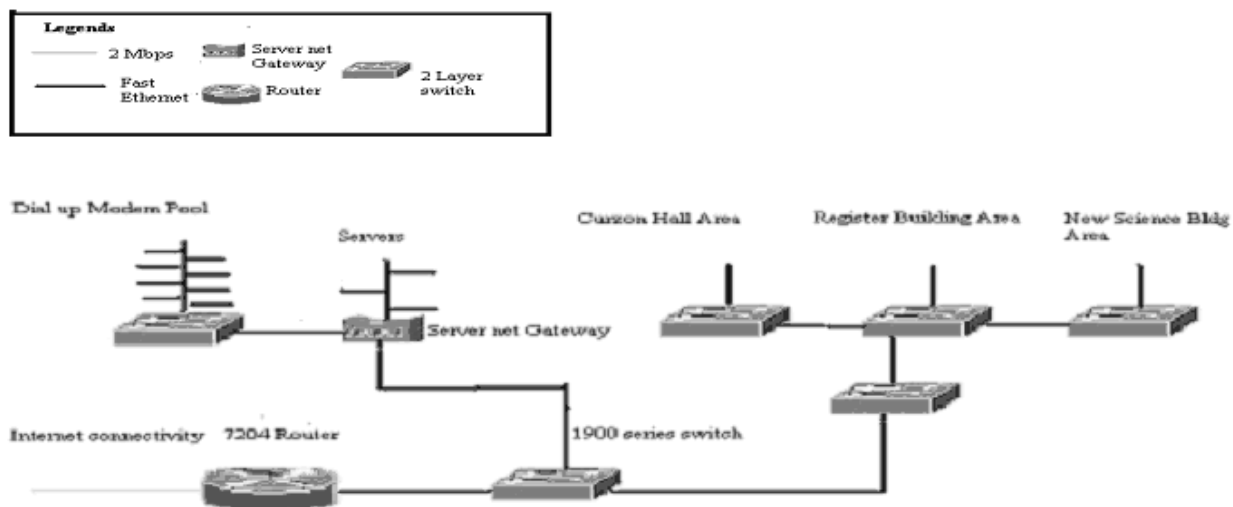 Legends
2 Mbps
Server net
Gateway
Fast
Ethernet
Router
2 Layer
switch
Dial up Modem Pool
Servers
Curzon Hall Area
Register Building Area
New Science Bldg
Area
Server net Gateway
Internet connectivity
7204 Router
1900 series switch